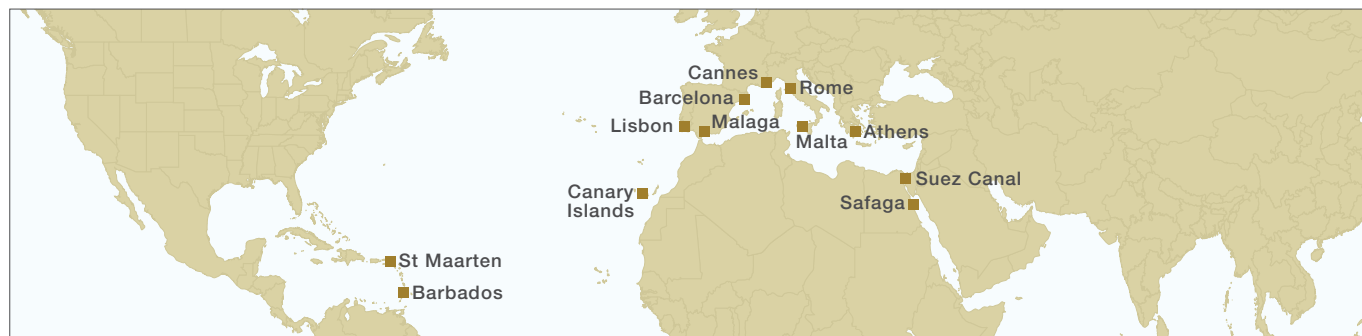 Cannes
Rome
Barcelona
Lisbon
Malaga
Malta
Athens
Suez Canal
Canary
Islands
Safaga
St Maarten
Barbados